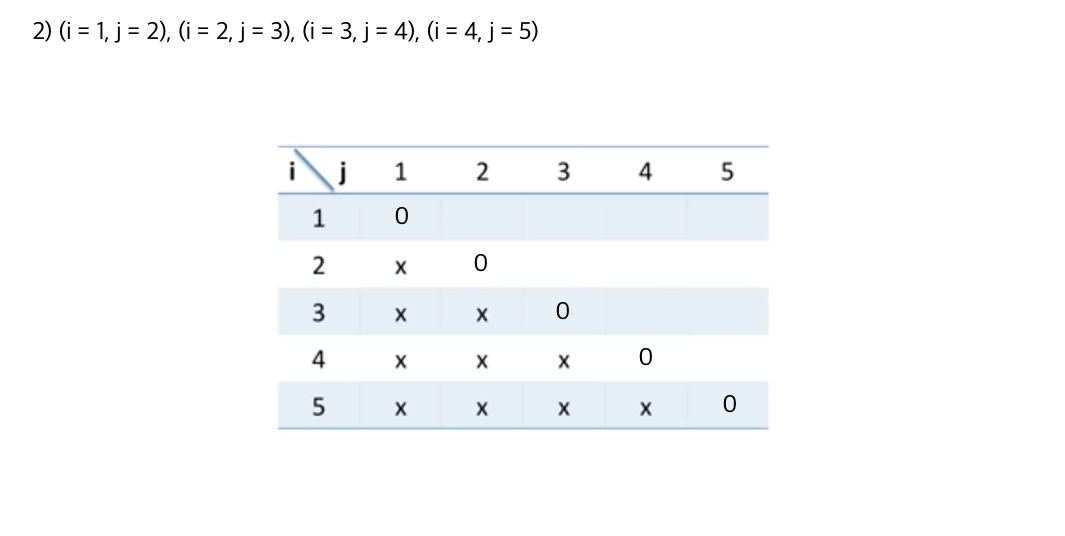 2) (i = 1, j = 2), (i = 2, j = 3), (i = 3, j = 4), (i = 4, j = 5)
i j 1 2 3 4 5
1 0
2 x 0
3 x x 0
4 x x x 0
5 x x x x 0